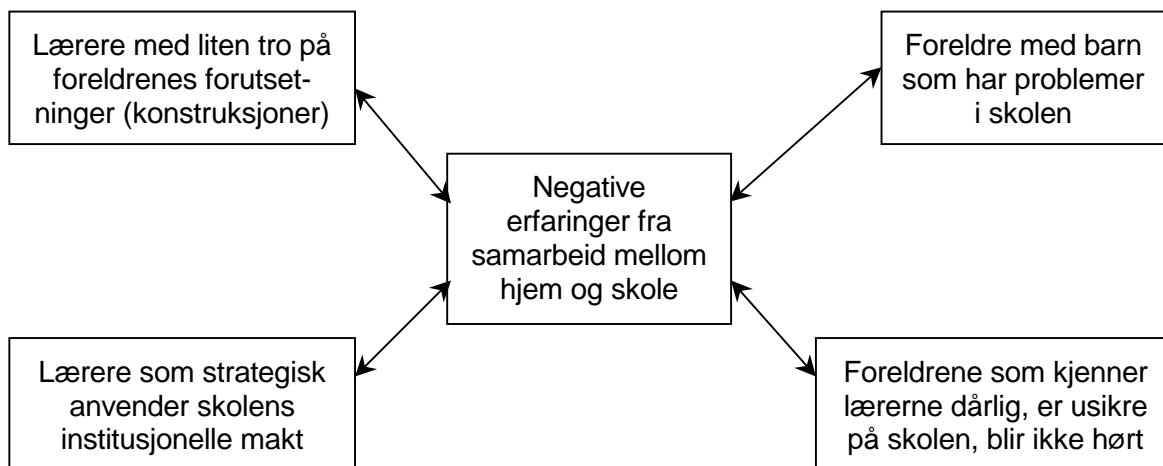 Lærere med liten tro på
foreldrenes forutset-
ninger (konstruksjoner)
Foreldre med barn
som har problemer
i skolen
Negative
erfaringer fra
samarbeid mellom
hjem og skole
Lærere som strategisk
anvender skolens
institusjonelle makt
Foreldrene som kjenner
lærerne dårlig, er usikre
på skolen, blir ikke hørt